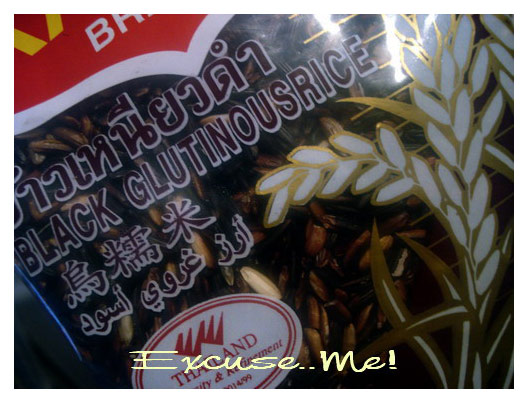 BR
ข้าวเหนียวดำ
BLACK GLUTINOUS RICE
烏糯米
أرز غروي أسود
THAILAND
Excuse..Me!